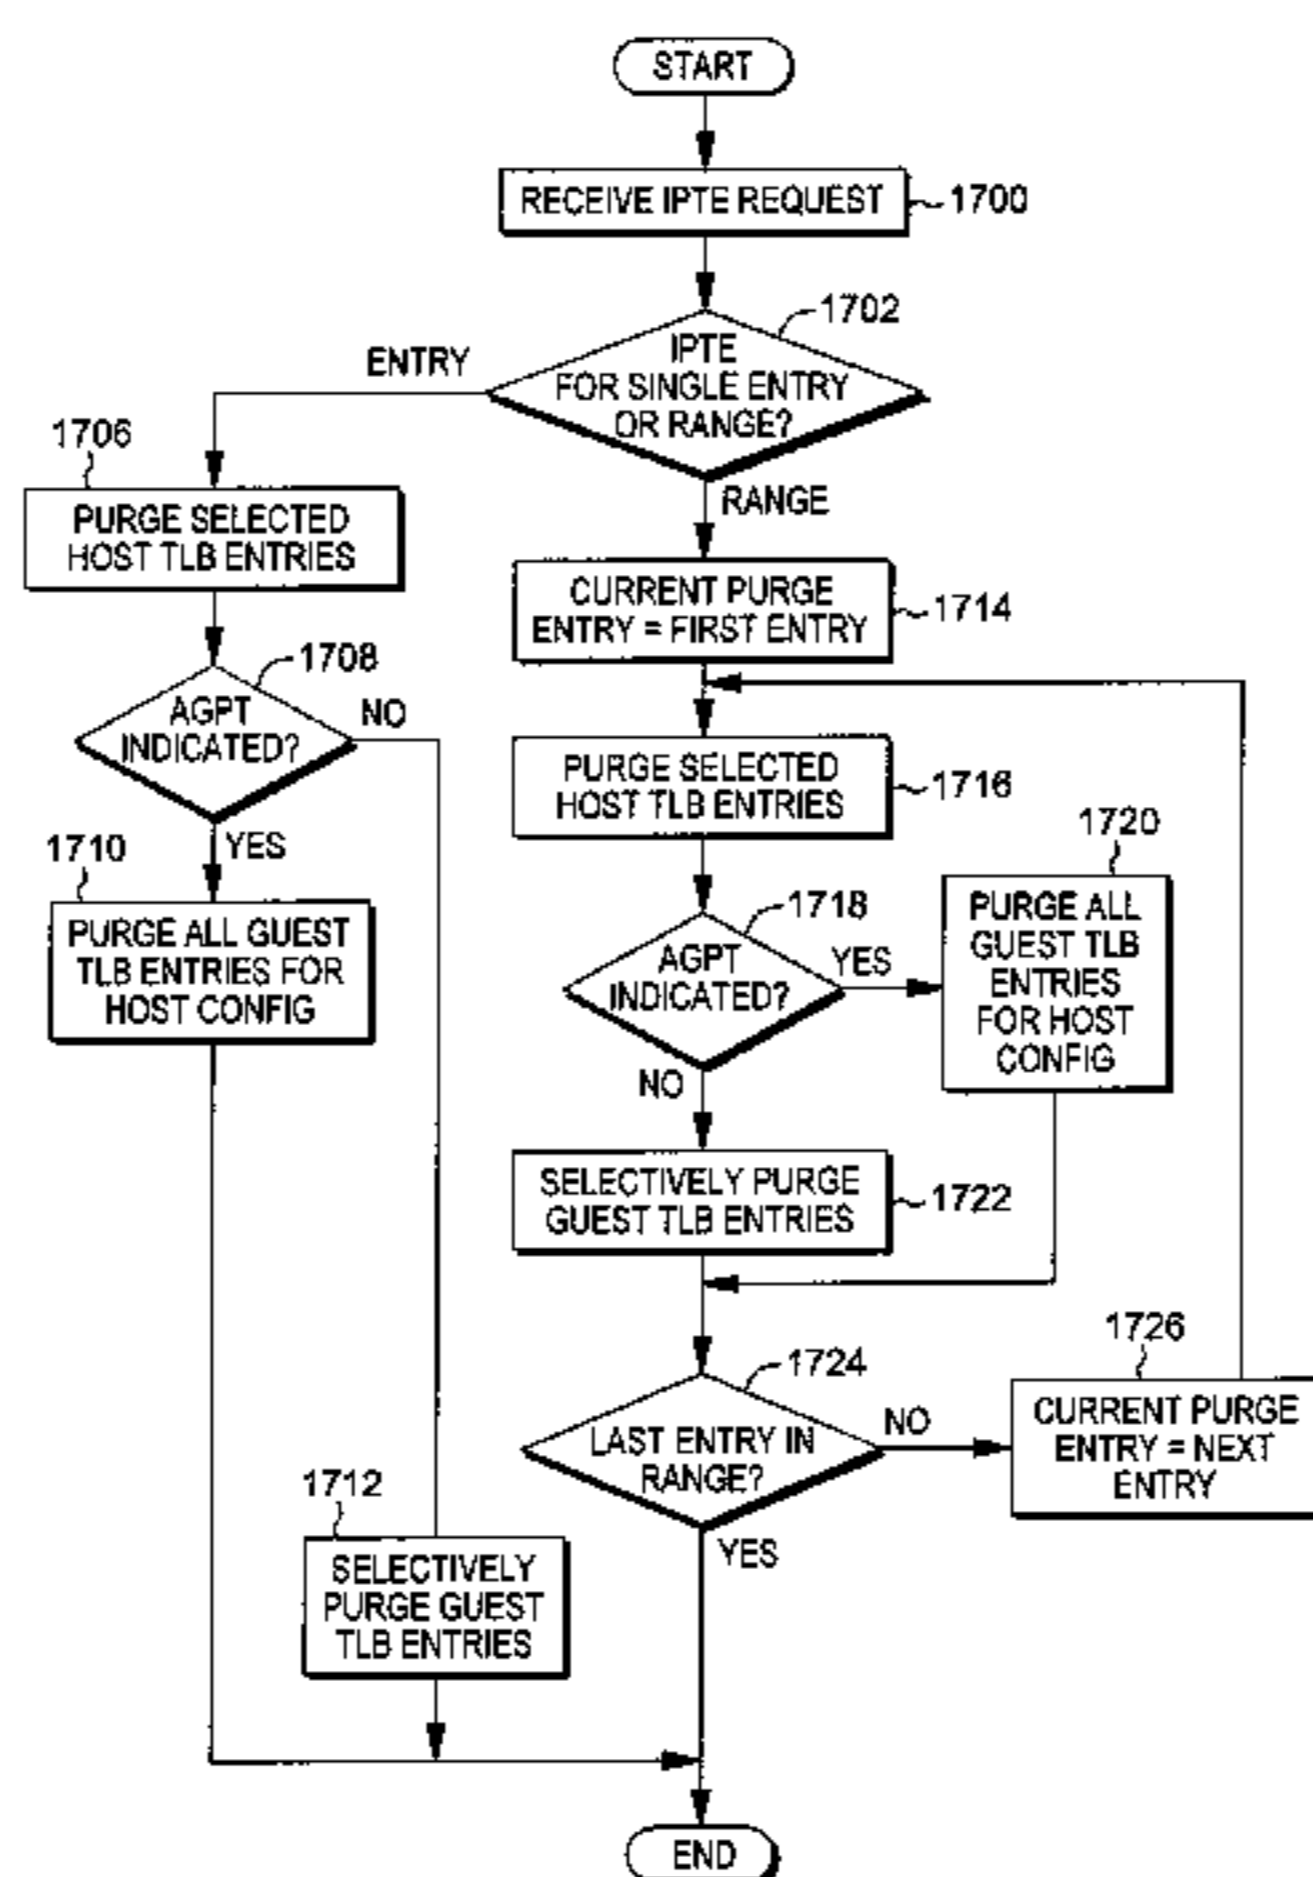 START
RECEIVE IPTE REQUEST
1700
1702
IPTE
FOR SINGLE ENTRY
OR RANGE?
ENTRY
RANGE
1706
PURGE SELECTED
HOST TLB ENTRIES
1708
AGPT
INDICATED?
NO
YES
1710
PURGE ALL GUEST
TLB ENTRIES FOR
HOST CONFIG
1712
SELECTIVELY
PURGE GUEST
TLB ENTRIES
CURRENT PURGE
ENTRY = FIRST ENTRY
1714
PURGE SELECTED
HOST TLB ENTRIES
1716
1718
AGPT
INDICATED?
YES
NO
1720
PURGE ALL
GUEST TLB
ENTRIES
FOR HOST
CONFIG
SELECTIVELY PURGE
GUEST TLB ENTRIES
1722
1724
LAST ENTRY IN
RANGE?
NO
YES
1726
CURRENT PURGE
ENTRY = NEXT
ENTRY
END